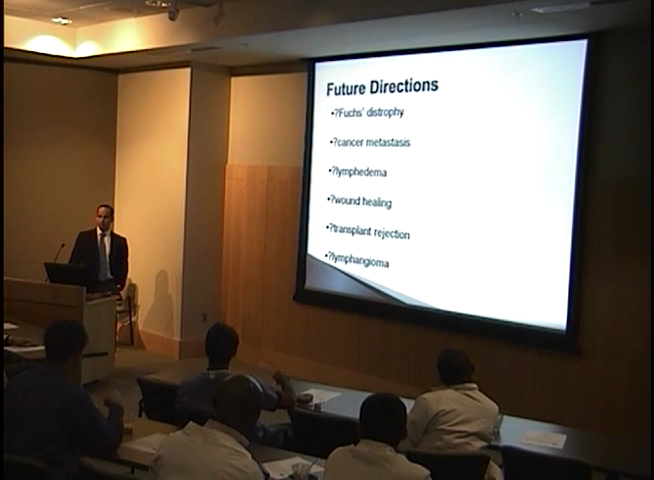 Future Directions
•?Fuchs' distrophy
•?cancer metastasis
•?lymphedema
•?wound healing
•?transplant rejection
•?lymphangioma